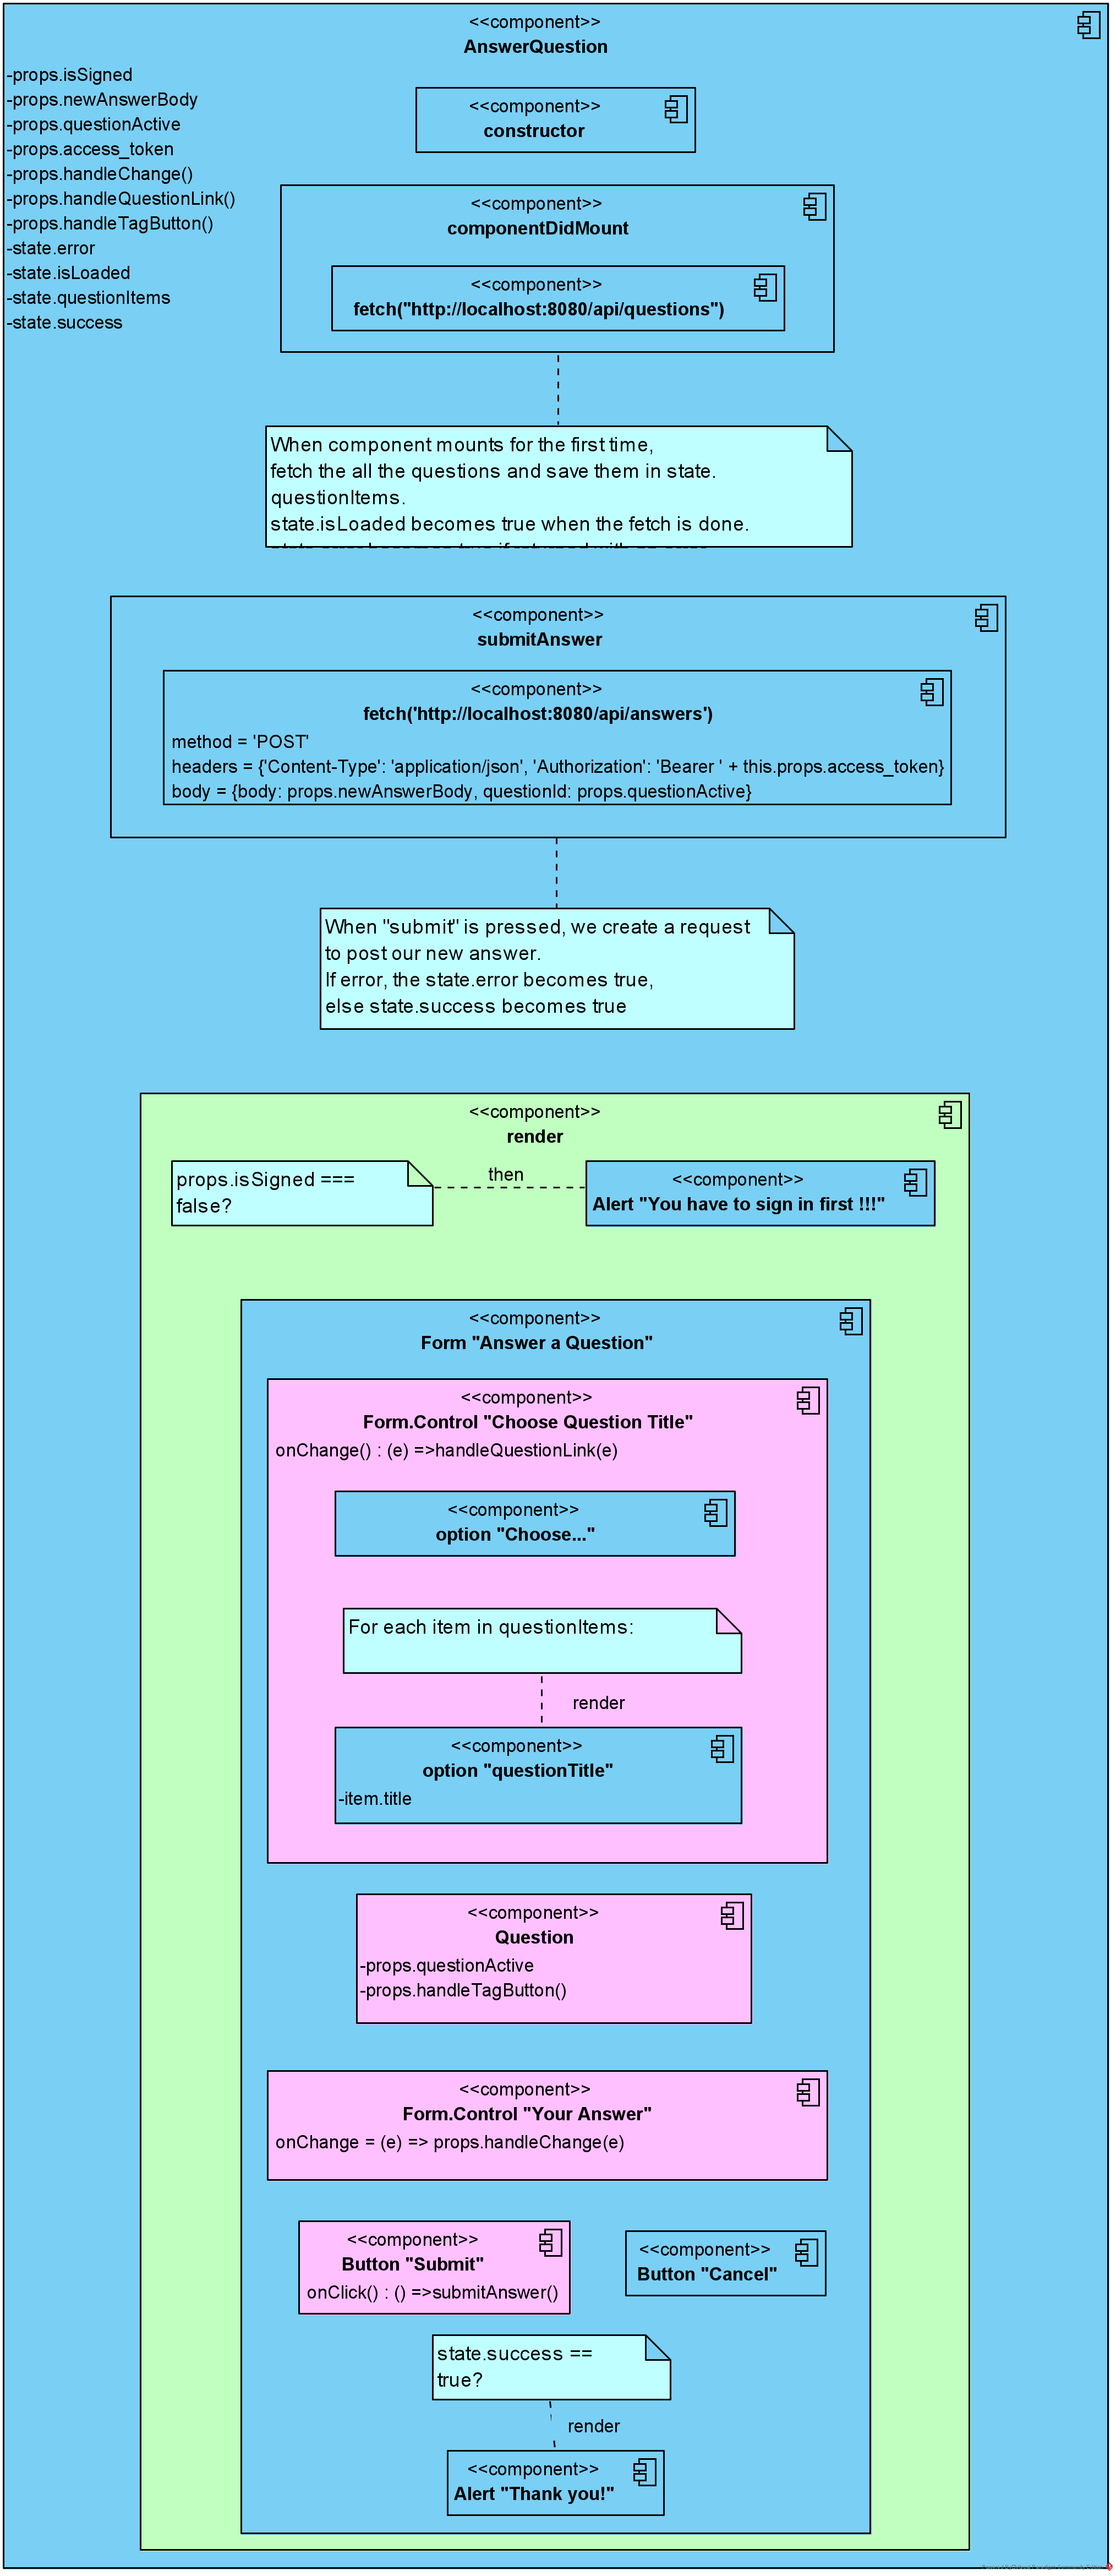 <<component>>
AnswerQuestion
-props.isSigned
-props.newAnswerBody
-props.questionActive
-props.access_token
-props.handleChange()
-props.handleQuestionLink()
-props.handleTagButton()
-state.error
-state.isLoaded
-state.questionItems
-state.success
<<component>>
constructor
<<component>>
componentDidMount
<<component>>
fetch("http://localhost:8080/api/questions")
When component mounts for the first time,
fetch the all the questions and save them in state.
questionItems.
state.isLoaded becomes true when the fetch is done.
<<component>>
submitAnswer
<<component>>
fetch('http://localhost:8080/api/answers')
method = 'POST'
headers = {'Content-Type': 'application/json', 'Authorization': 'Bearer ' + this.props.access_token}
body = {body: props.newAnswerBody, questionId: props.questionActive}
When "submit" is pressed, we create a request
to post our new answer.
If error, the state.error becomes true,
else state.success becomes true
<<component>>
render
props.isSigned ===
false?
then
<<component>>
Alert "You have to sign in first !!!"
<<component>>
Form "Answer a Question"
<<component>>
Form.Control "Choose Question Title"
onChange() : (e) =>handleQuestionLink(e)
<<component>>
option "Choose..."
For each item in questionItems:
render
<<component>>
option "questionTitle"
-item.title
<<component>>
Question
-props.questionActive
-props.handleTagButton()
<<component>>
Form.Control "Your Answer"
onChange = (e) => props.handleChange(e)
<<component>>
Button "Submit"
onClick() : () =>submitAnswer()
<<component>>
Button "Cancel"
state.success ==
true?
render
<<component>>
Alert "Thank you!"